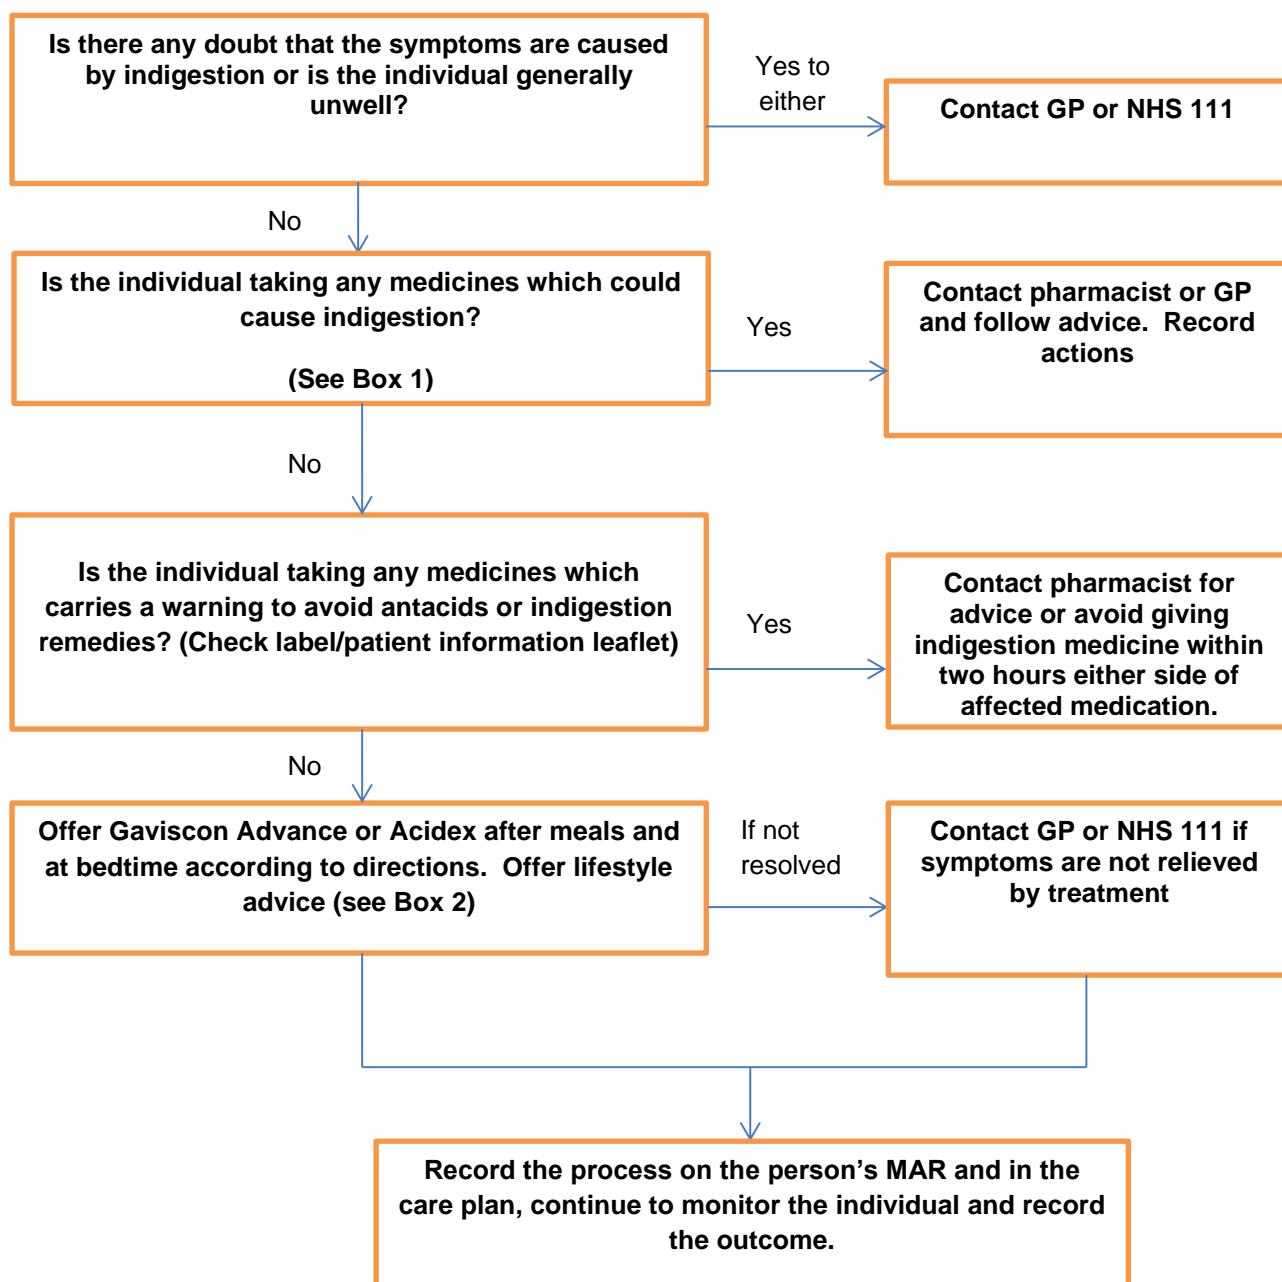 Is there any doubt that the symptoms are caused
by indigestion or is the individual generally
unwell?
Yes to
either
Contact GP or NHS 111
No
Is the individual taking any medicines which could
cause indigestion?
(See Box 1)
Yes
Contact pharmacist or GP
and follow advice.  Record
actions
No
Is the individual taking any medicines which
carries a warning to avoid antacids or indigestion
remedies? (Check label/patient information leaflet)
Yes
Contact pharmacist for
advice or avoid giving
indigestion medicine within
two hours either side of
affected medication.
No
Offer Gaviscon Advance or Acidex after meals and
at bedtime according to directions.  Offer lifestyle
advice (see Box 2)
If not
resolved
Contact GP or NHS 111 if
symptoms are not relieved
by treatment
Record the process on the person’s MAR and in the
care plan, continue to monitor the individual and record
the outcome.